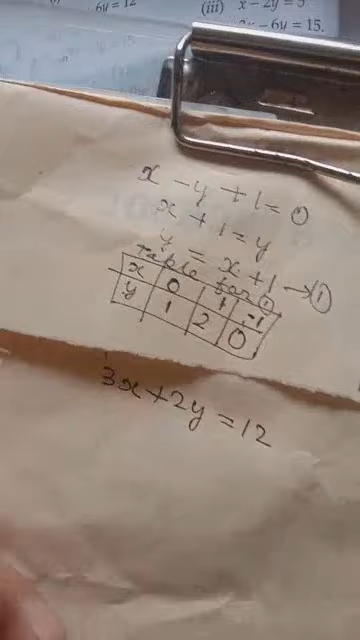 6y = 12
(iii) x - 2y = 5
- 6y = 15.
x - y + 1 = 0
x + 1 = y
y = x + 1 → ①
Table for ①
x 0 1 -1
y 1 2 0
3x + 2y = 12